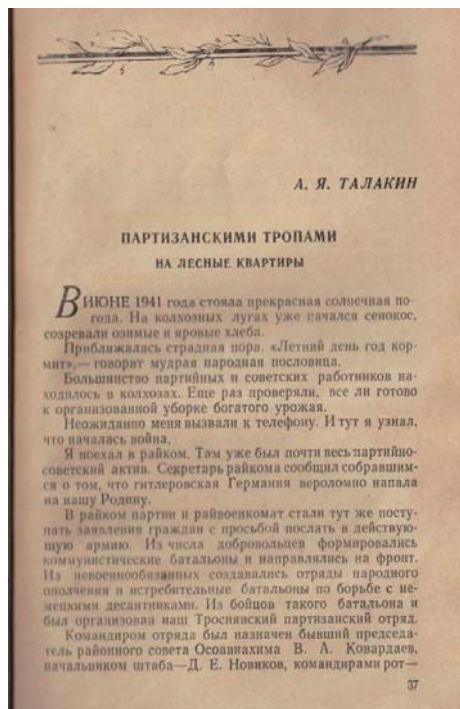 А. Я. ТАЛАКИН
ПАРТИЗАНСКИМИ ТРОПАМИ
НА ЛЕСНЫЕ КВАРТИРЫ
В ИЮНЕ 1941 года стояла прекрасная солнечная по-
года. На колхозных лугах уже начался сенокос,
созревали озимые и яровые хлеба.
Приближалась страдная пора. «Летний день год кор-
мит»,— говорит мудрая народная пословица.
Большинство партийных и советских работников на-
ходилось в колхозах. Еще раз проверяли, все ли готово
к организованной уборке богатого урожая.
Неожиданно меня вызвали к телефону. И тут я узнал,
что началась война.
Я поехал в райком. Там уже был почти весь партийно-
советский актив. Секретарь райкома сообщил собравшим-
ся о том, что гитлеровская Германия вероломно напала
на нашу Родину.
В райком партии и райвоенкомат стали тут же посту-
пать заявления граждан с просьбой послать в действую-
щую армию. Из числа добровольцев формировались
коммунистические батальоны и направлялись на фронт.
Из невоеннообязанных создавались отряды народного
ополчения и истребительные батальоны по борьбе с не-
мецкими десантниками. Из бойцов такого батальона и
был организован наш Троснянский партизанский отряд.
Командиром отряда был назначен бывший председа-
тель районного совета Осоавиахима В. А. Ковардаев,
начальником штаба—Д. Е. Новиков, командирами рот—
37